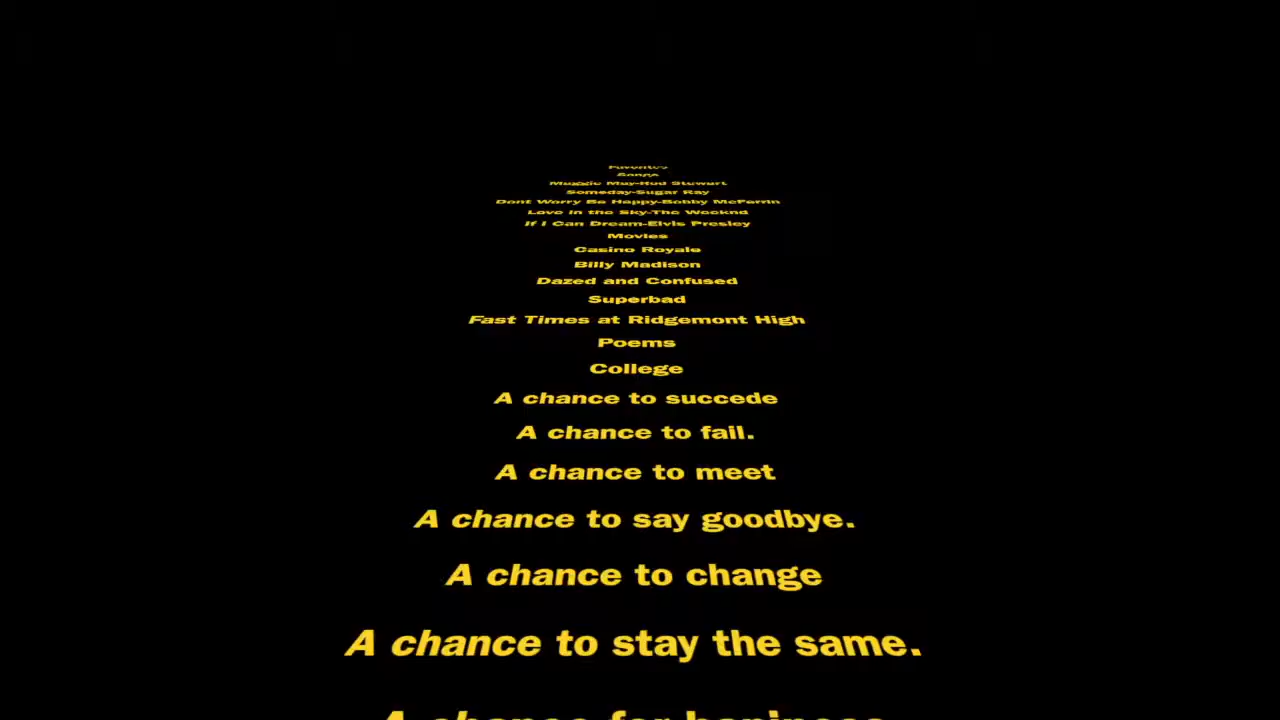 Favorites
Songs
Maggie May-Rod Stewart
Someday-Sugar Ray
Dont Worry Be Happy-Bobby McFerrin
Love in the Sky-The Weeknd
If I Can Dream-Elvis Presley
Movies
Casino Royale
Billy Madison
Dazed and Confused
Superbad
Fast Times at Ridgemont High
Poems
College
A chance to succede
A chance to fail.
A chance to meet
A chance to say goodbye.
A chance to change
A chance to stay the same.
A chance for